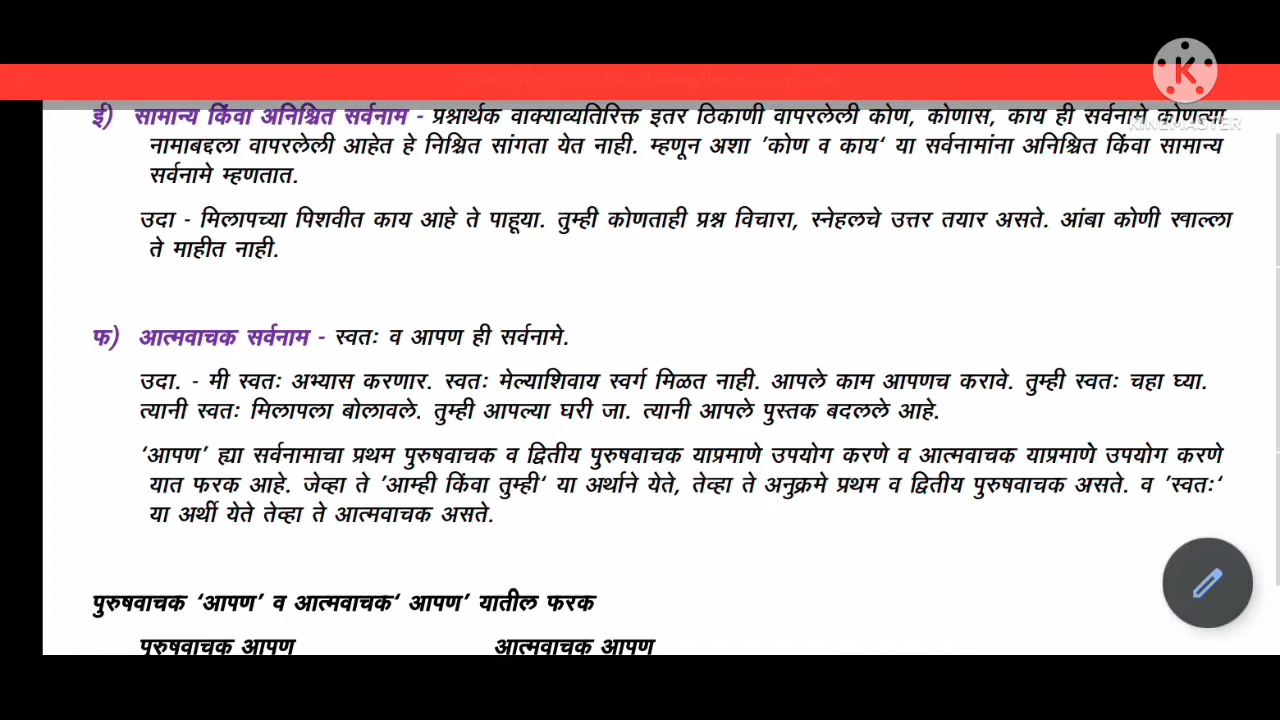 ई) सामान्य किंवा अनिश्चित सर्वनाम - प्रश्नार्थक वाक्याव्यतिरिक्त इतर ठिकाणी वापरलेली कोण, कोणास, काय ही सर्वनामे कोणत्या
नामाबद्दला वापरलेली आहेत हे निश्चित सांगता येत नाही. म्हणून अशा ’कोण व काय‘ या सर्वनामांना अनिश्चित किंवा सामान्य
सर्वनामे म्हणतात.
उदा - मिलापच्या पिशवीत काय आहे ते पाहूया. तुम्ही कोणताही प्रश्न विचारा, स्नेहलचे उत्तर तयार असते. आंबा कोणी खाल्ला
ते माहीत नाही.
फ) आत्मवाचक सर्वनाम - स्वतः व आपण ही सर्वनामे.
उदा. - मी स्वतः अभ्यास करणार. स्वतः मेल्याशिवाय स्वर्ग मिळत नाही. आपले काम आपणच करावे. तुम्ही स्वतः चहा घ्या.
त्यानी स्वतः मिलापला बोलावले. तुम्ही आपल्या घरी जा. त्यानी आपले पुस्तक बदलले आहे.
‘आपण’ ह्या सर्वनामाचा प्रथम पुरुषवाचक व द्वितीय पुरुषवाचक याप्रमाणे उपयोग करणे व आत्मवाचक याप्रमाणे उपयोग करणे
यात फरक आहे. जेव्हा ते ’आम्ही किंवा तुम्ही‘ या अर्थाने येते, तेव्हा ते अनुक्रमे प्रथम व द्वितीय पुरुषवाचक असते. व ’स्वतः‘
या अर्थी येते तेव्हा ते आत्मवाचक असते.
पुरुषवाचक ‘आपण’ व आत्मवाचक‘ आपण’ यातील फरक
पुरुषवाचक आपण आत्मवाचक आपण
K
KINEMASTER